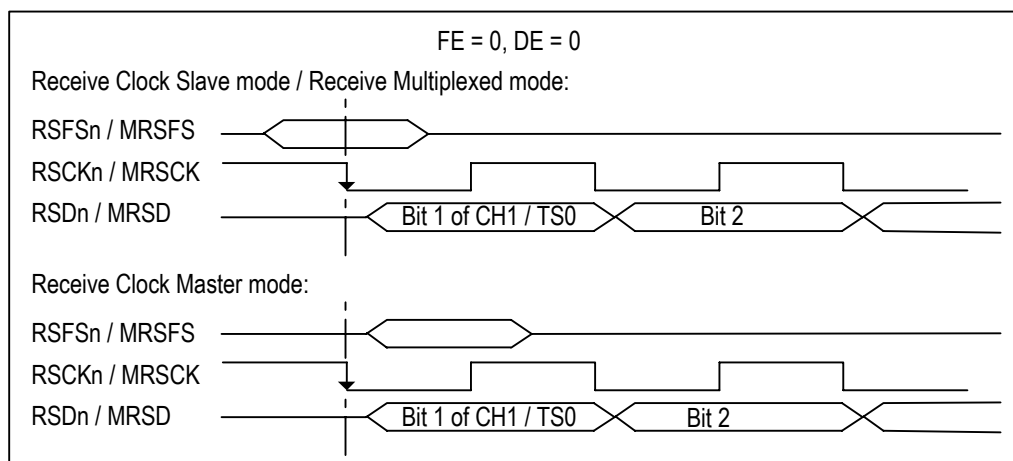 FE = 0, DE = 0
Receive Clock Slave mode / Receive Multiplexed mode:
RSFSn / MRSFS
RSCKn / MRSCK
RSDn / MRSD Bit 1 of CH1 / TS0 Bit 2
Receive Clock Master mode:
RSFSn / MRSFS
RSCKn / MRSCK
RSDn / MRSD Bit 1 of CH1 / TS0 Bit 2